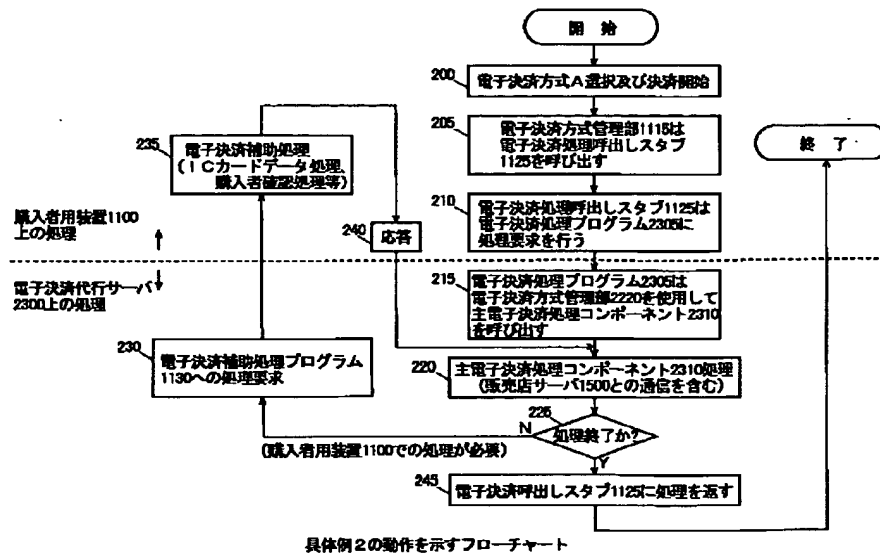 開 始
200
電子決済方式A選択及び決済開始
205
電子決済方式管理部1115は
電子決済処理呼出しスタブ
1125を呼び出す
終 了
235
電子決済補助処理
(ICカードデータ処理、
購入者確認処理等)
210
電子決済処理呼出しスタブ1125は
電子決済処理プログラム2305に
処理要求を行う
240
応答
購入者用装置1100
上の処理
電子決済代行サーバ
2300上の処理
215
電子決済処理プログラム2305は
電子決済方式管理部2220を使用して
主電子決済処理コンポーネント2310
を呼び出す
230
電子決済補助処理プログラム
1130への処理要求
220
主電子決済処理コンポーネント2310処理
(販売店サーバ1500との通信を含む)
225
N
処理終了か?
(購入者用装置1100での処理が必要)
Y
245
電子決済呼出しスタブ1125に処理を返す
具体例2の動作を示すフローチャート